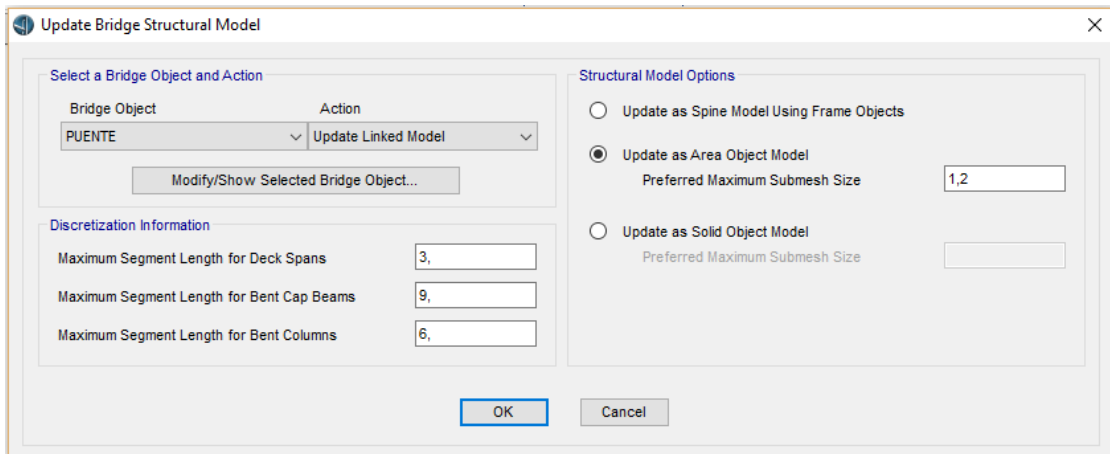 Update Bridge Structural Model
Select a Bridge Object and Action
Bridge Object Action
PUENTE Update Linked Model
Modify/Show Selected Bridge Object...
Discretization Information
Maximum Segment Length for Deck Spans 3,
Maximum Segment Length for Bent Cap Beams 9,
Maximum Segment Length for Bent Columns 6,
Structural Model Options
Update as Spine Model Using Frame Objects
Update as Area Object Model
Preferred Maximum Submesh Size 1,2
Update as Solid Object Model
Preferred Maximum Submesh Size
OK Cancel